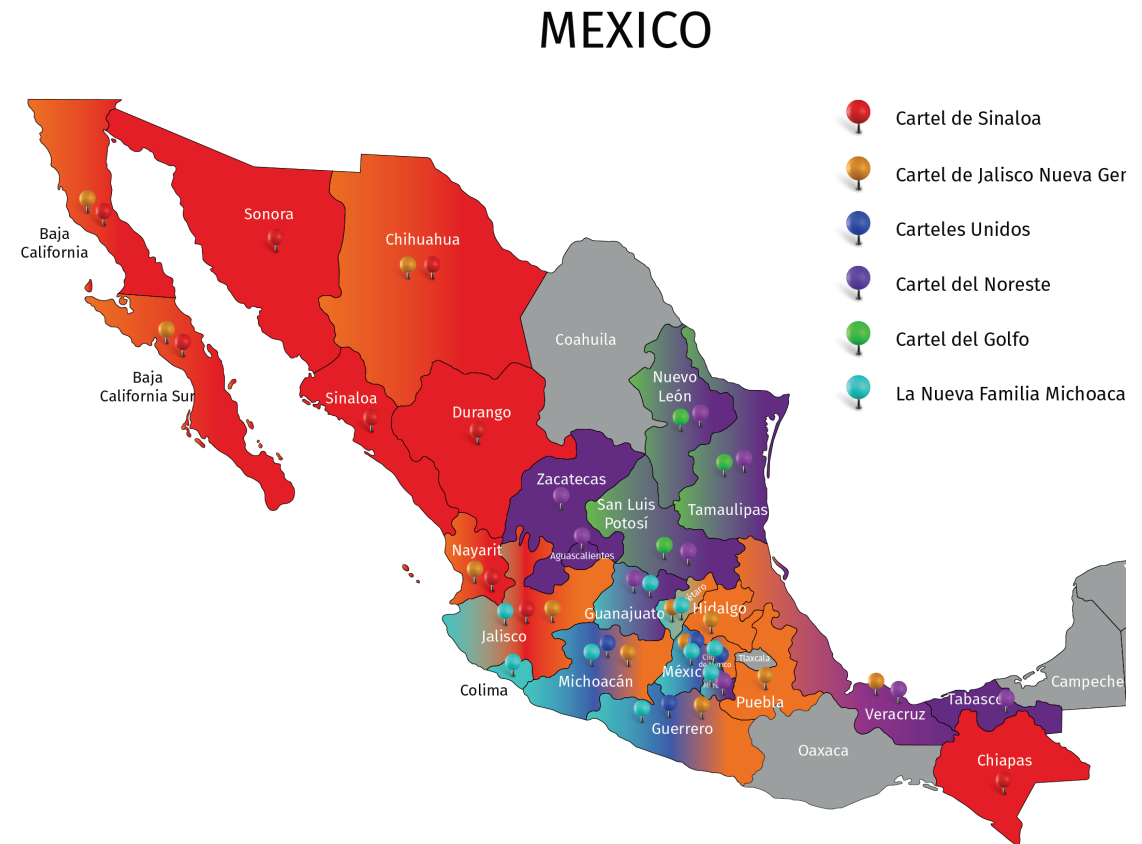 MEXICO
Cartel de Sinaloa
Cartel de Jalisco Nueva Gen
Carteles Unidos
Cartel del Noreste
Cartel del Golfo
La Nueva Familia Michoaca
Baja
California
Sonora
Chihuahua
Coahuila
Baja
California Sur
Sinaloa
Durango
Nuevo
León
Zacatecas
San Luis
Potosí
Tamaulipas
Nayarit
Aguascalientes
Jalisco
Guanajuato
Hidalgo
Colima
Michoacán
México
Tlaxcala
Puebla
Guerrero
Veracruz
Tabasco
Campeche
Oaxaca
Chiapas